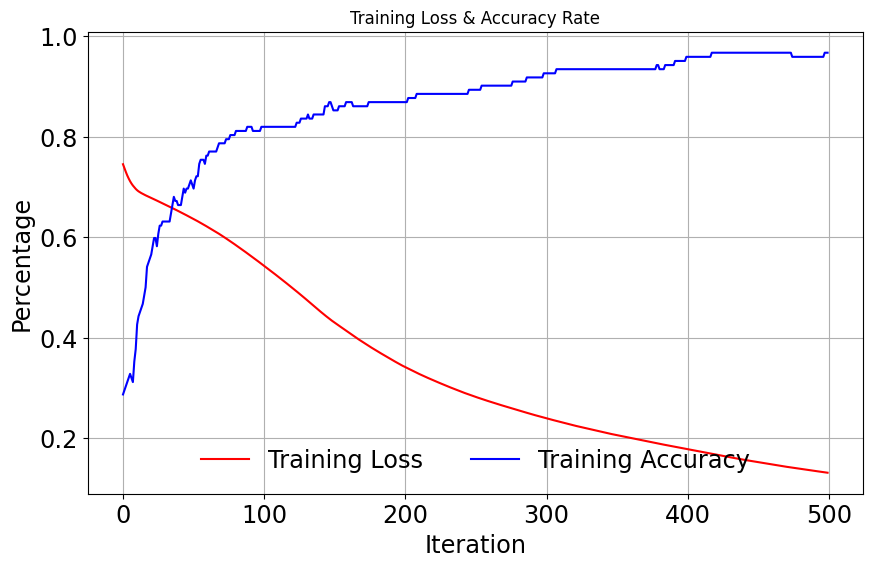 Training Loss & Accuracy Rate
1.0
0.8
0.6
0.4
0.2
Percentage
Training Loss
Training Accuracy
0
100
200
300
400
500
Iteration